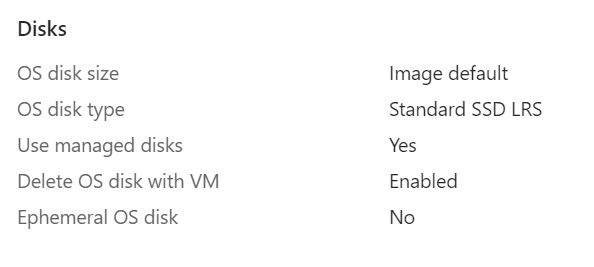 Disks
OS disk size Image default
OS disk type Standard SSD LRS
Use managed disks Yes
Delete OS disk with VM Enabled
Ephemeral OS disk No